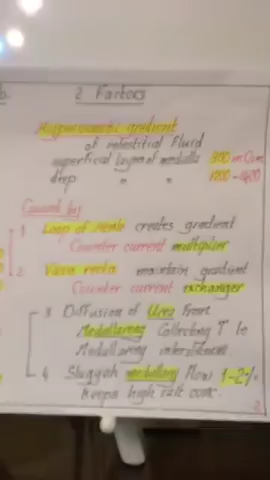 2 Factors
Hyperosmotic gradient
of interstitial Fluid
superficial layer of medulla 300 mOsm
deep " " 1200 - 1400
Caused by
1 Loop of Henle creates gradient
Counter current multiplier
2 Vasa recta maintain gradient
Counter current exchanger
3 Diffusion of Urea from
Medullary Collecting T to
Medullary interstitium.
4 Sluggish medullary flow 1-2%
Keeps high salt conc.
2